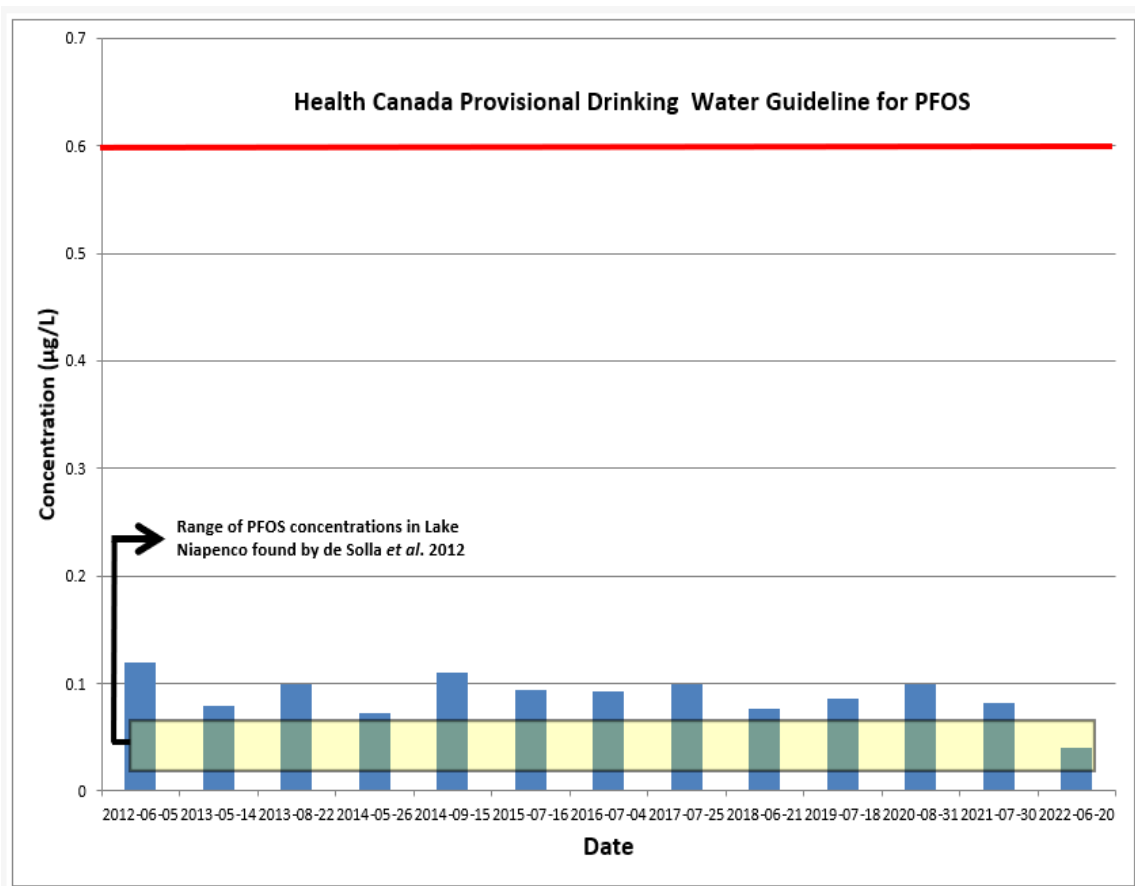 0.7
Health Canada Provisional Drinking  Water Guideline for PFOS
0.6
0.5
Concentration (µg/L)
0.4
0.3
Range of PFOS concentrations in Lake
Niapenco found by de Solla et al. 2012
0.2
0.1
0
2012-06-05 2013-05-14 2013-08-22 2014-05-26 2014-09-15 2015-07-16 2016-07-04 2017-07-25 2018-06-21 2019-07-18 2020-08-31 2021-07-30 2022-06-20
Date